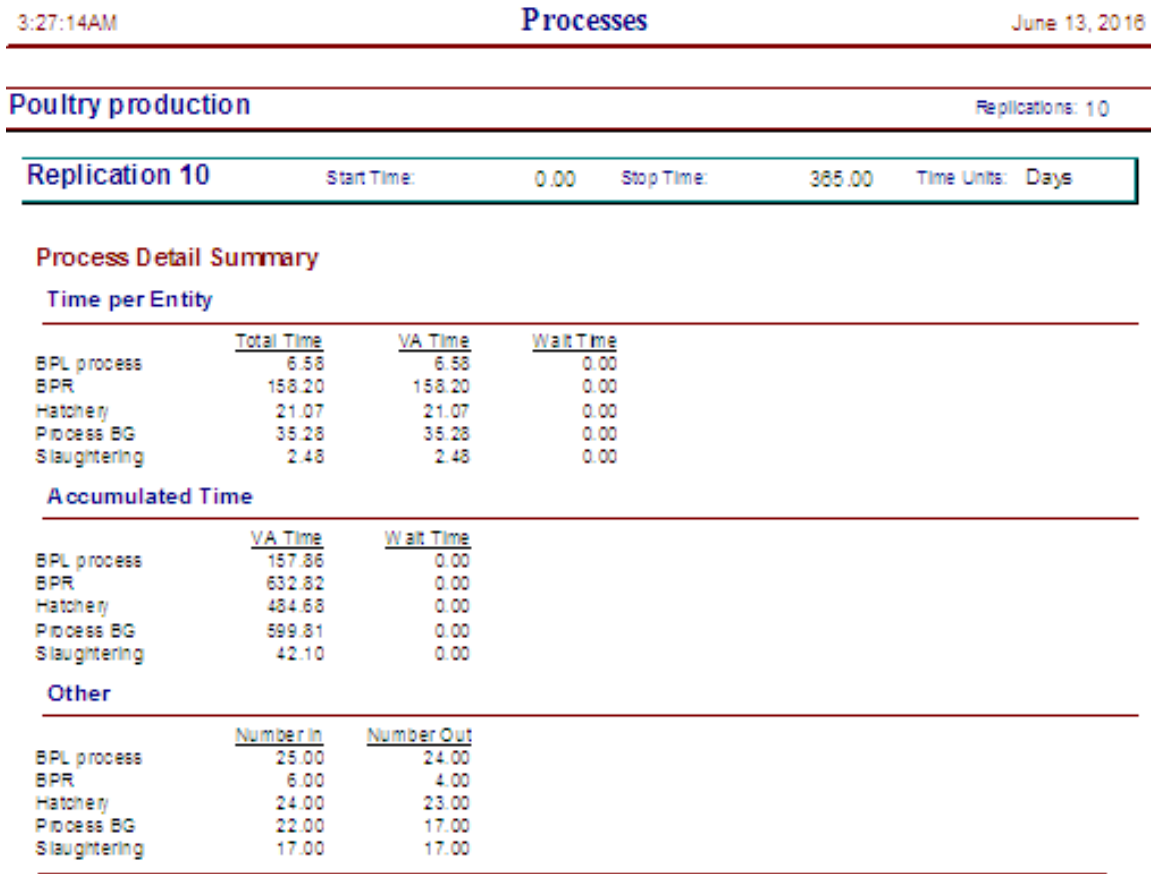 3:27:14AM Processes June 13, 2016
Poultry production Replications: 10
Replication 10 Start Time: 0.00 Stop Time: 365.00 Time Units: Days
Process Detail Summary
Time per Entity
Total Time VA Time Wait Time
BPL process 6.58 6.58 0.00
BPR 158.20 158.20 0.00
Hatchery 21.07 21.07 0.00
Process BG 35.28 35.28 0.00
Slaughtering 2.48 2.48 0.00
Accumulated Time
VA Time Wait Time
BPL process 157.86 0.00
BPR 632.82 0.00
Hatchery 484.68 0.00
Process BG 599.81 0.00
Slaughtering 42.10 0.00
Other
Number In Number Out
BPL process 25.00 24.00
BPR 6.00 4.00
Hatchery 24.00 23.00
Process BG 22.00 17.00
Slaughtering 17.00 17.00